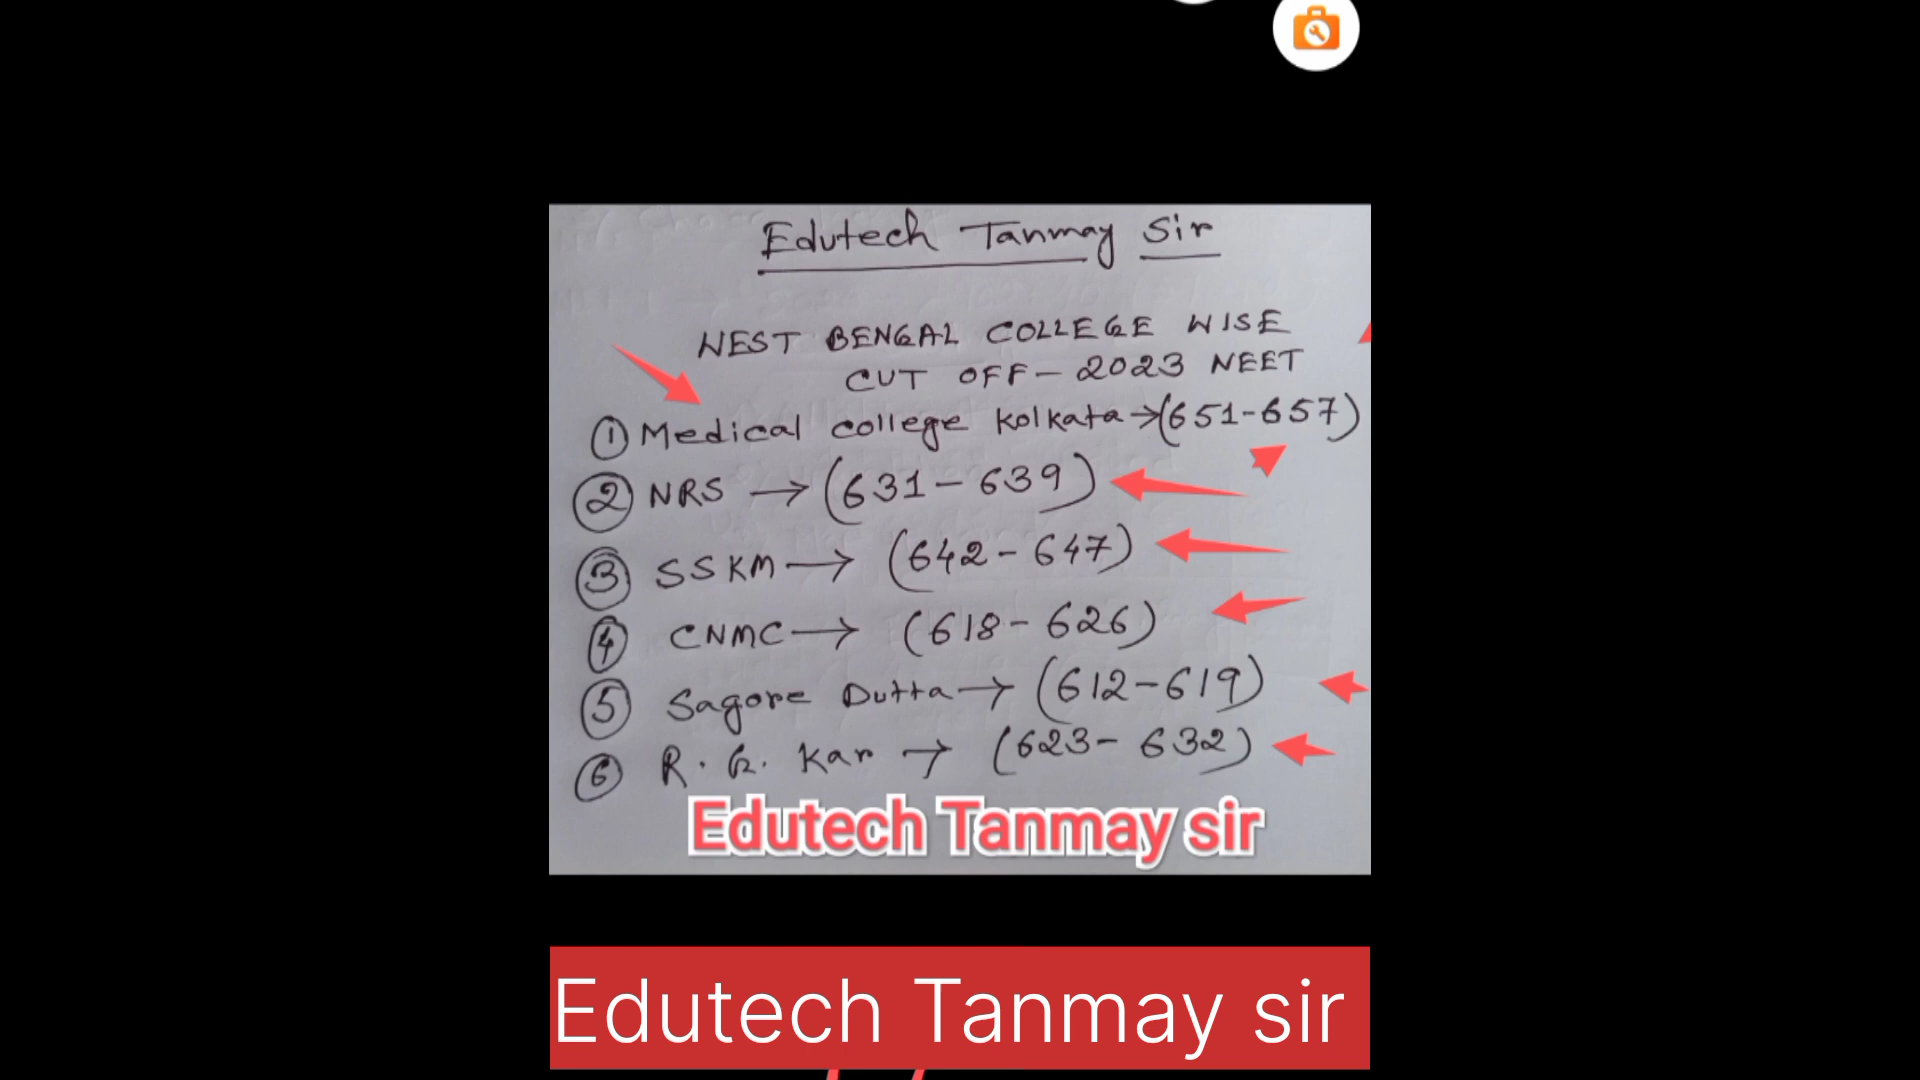 Edutech Tanmay Sir
WEST BENGAL COLLEGE WISE
CUT OFF - 2023 NEET
① Medical college Kolkata → (651-657)
② NRS → (631 - 639)
③ SSKM → (642 - 647)
④ CNMC → (618 - 626)
⑤ Sagore Dutta → (612 - 619)
⑥ R. G. Kar → (623 - 632)
Edutech Tanmay sir
Edutech Tanmay sir